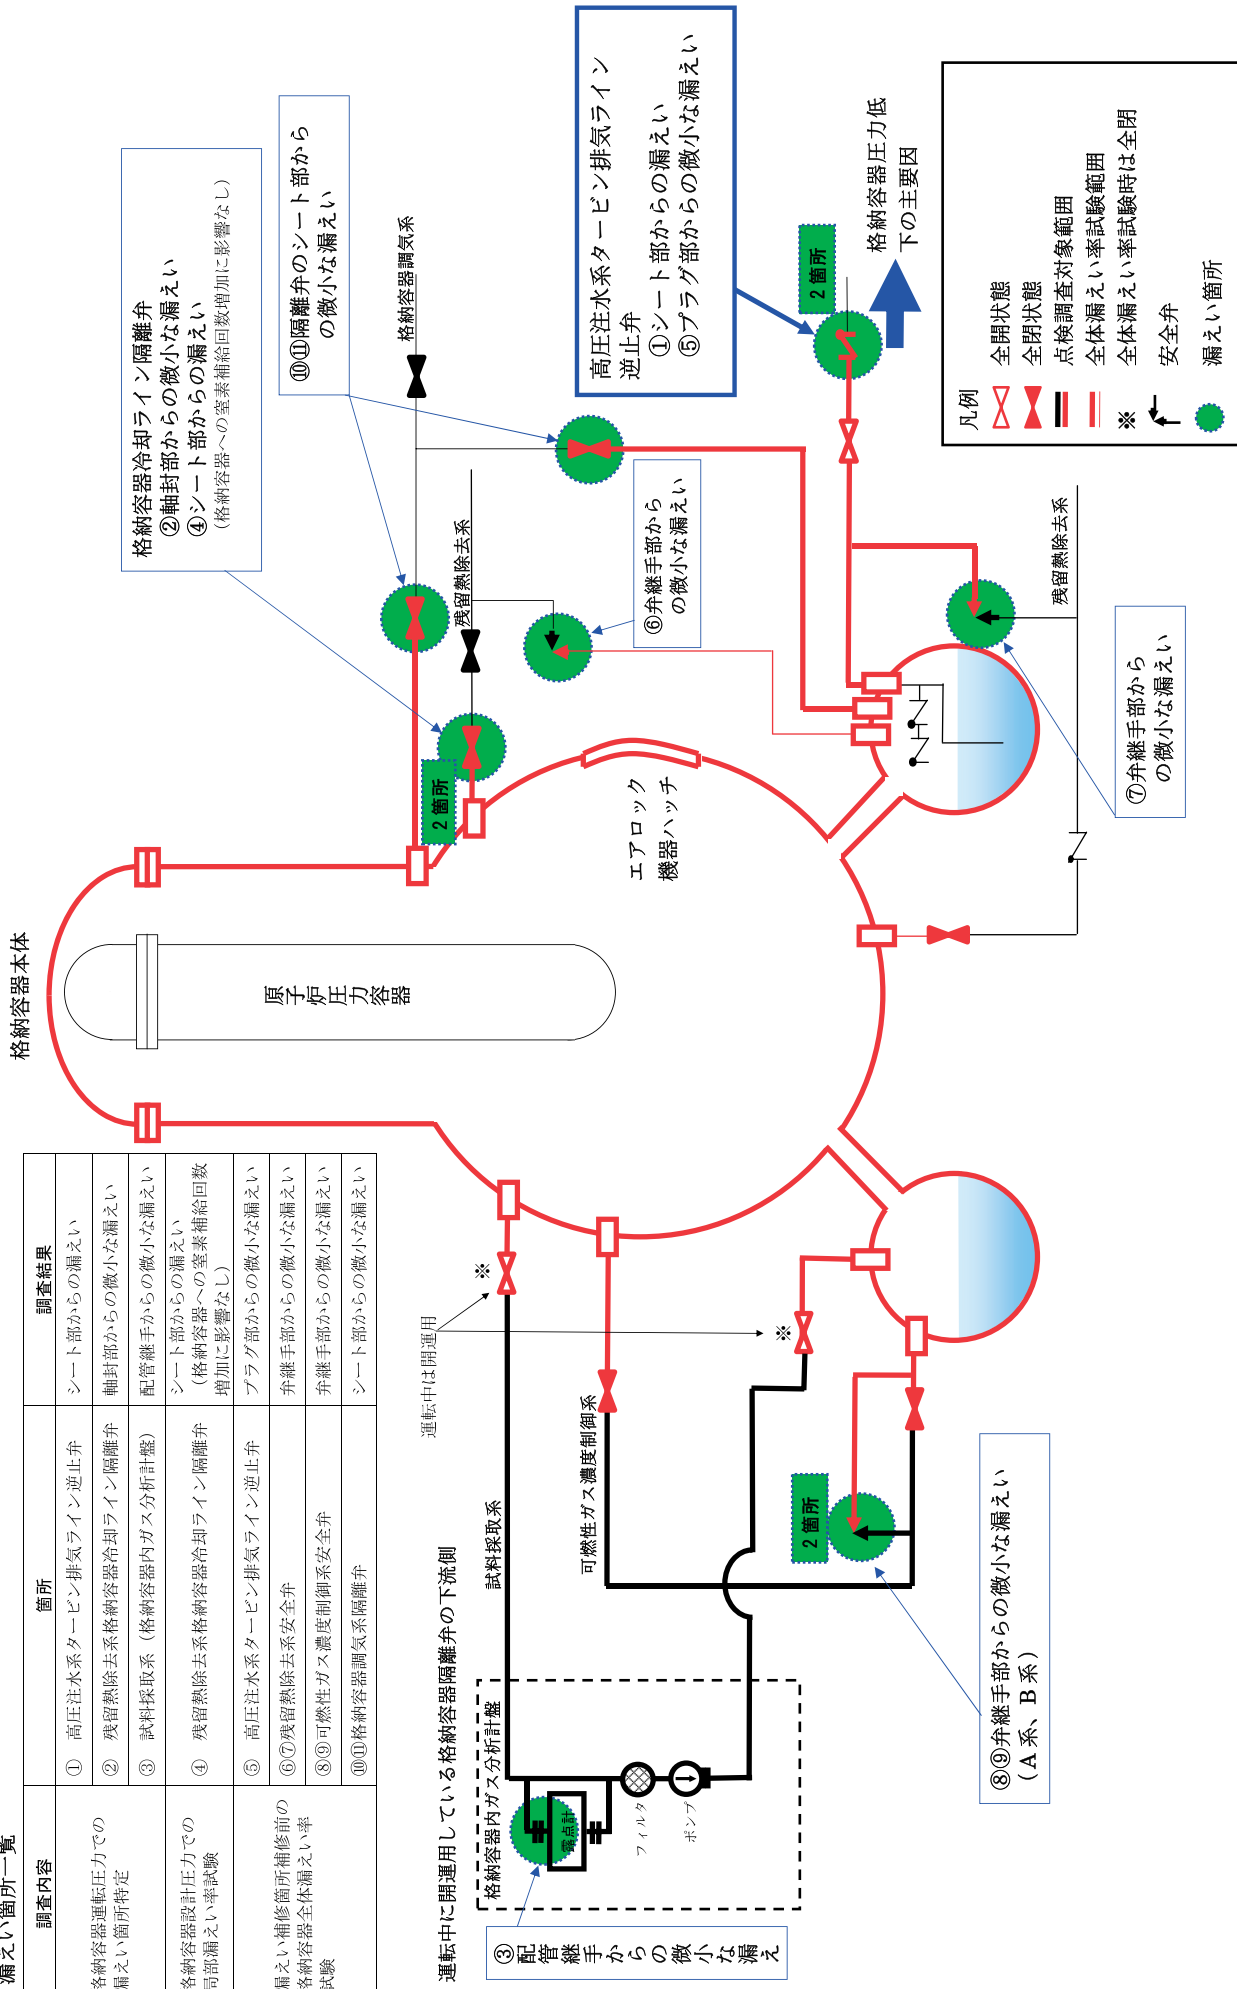 漏えい箇所一覧
調査内容
箇所
調査結果
格納容器運転圧力での
漏えい箇所特定
① 高圧注水系タービン排気ライン逆止弁
シート部からの漏えい
② 残留熱除去系格納容器冷却ライン隔離弁
軸封部からの微小な漏えい
③ 試料採取系（格納容器内ガス分析計盤）
配管継手からの微小な漏えい
格納容器設計圧力での
局部漏えい率試験
④ 残留熱除去系格納容器冷却ライン隔離弁
シート部からの漏えい
（格納容器への窒素補給回数
増加に影響なし）
漏えい補修箇所補修前の
格納容器全体漏えい率
試験
⑤ 高圧注水系タービン排気ライン逆止弁
プラグ部からの微小な漏えい
⑥⑦残留熱除去系安全弁
弁継手部からの微小な漏えい
⑧⑨可燃性ガス濃度制御系安全弁
弁継手部からの微小な漏えい
⑩⑪格納容器調気系隔離弁
シート部からの微小な漏えい
格納容器本体
原子炉圧力容器
格納容器冷却ライン隔離弁
②軸封部からの微小な漏えい
④シート部からの漏えい
（格納容器への窒素補給回数増加に影響なし）
⑩⑪隔離弁のシート部から
の微小な漏えい
格納容器調気系
残留熱除去系
2 箇所
⑥弁継手部から
の微小な漏えい
エアロック
機器ハッチ
高圧注水系タービン排気ライン
逆止弁
①シート部からの漏えい
⑤プラグ部からの微小な漏えい
2 箇所
格納容器圧力低
下の主要因
残留熱除去系
⑦弁継手部から
の微小な漏えい
凡例
全開状態
全閉状態
点検調査対象範囲
全体漏えい率試験範囲
※
全体漏えい率試験時は全閉
安全弁
漏えい箇所
運転中は開運用
※
※
運転中に開運用している格納容器隔離弁の下流側
試料採取系
可燃性ガス濃度制御系
格納容器内ガス分析計盤
露点計
フィルタ
ポンプ
③配管継手からの微小な漏え
2 箇所
⑧⑨弁継手部からの微小な漏えい
（A 系、B 系）